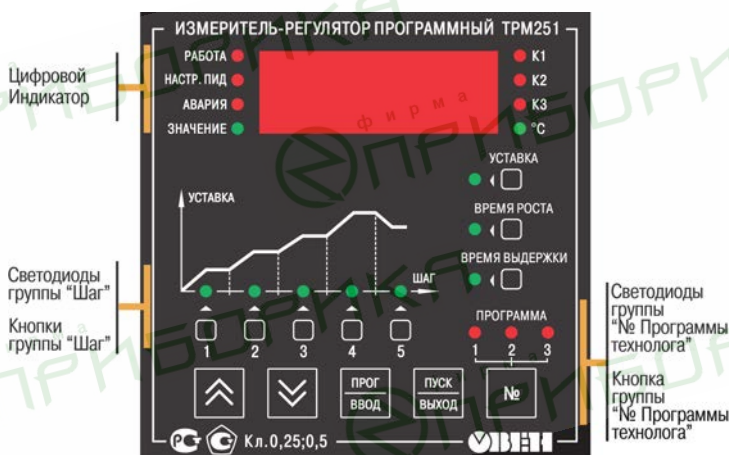 ИЗМЕРИТЕЛЬ-РЕГУЛЯТОР ПРОГРАММНЫЙ ТРМ251
РАБОТА
НАСТР. ПИД
АВАРИЯ
ЗНАЧЕНИЕ
К1
К2
К3
°C
Цифровой
Индикатор
фирма
ПРИБОРИКА
УСТАВКА
ВРЕМЯ РОСТА
ВРЕМЯ ВЫДЕРЖКИ
УСТАВКА
ШАГ
Светодиоды
группы “Шаг”
Кнопки
группы “Шаг”
1 2 3 4 5
ПРОГРАММА
1 2 3
Светодиоды
группы
“№ Программы
технолога”
Кнопка
группы
“№ Программы
технолога”
ПРОГ
ВВОД
ПУСК
ВЫХОД
№
Кл.0,25;0,5
ОВЕН